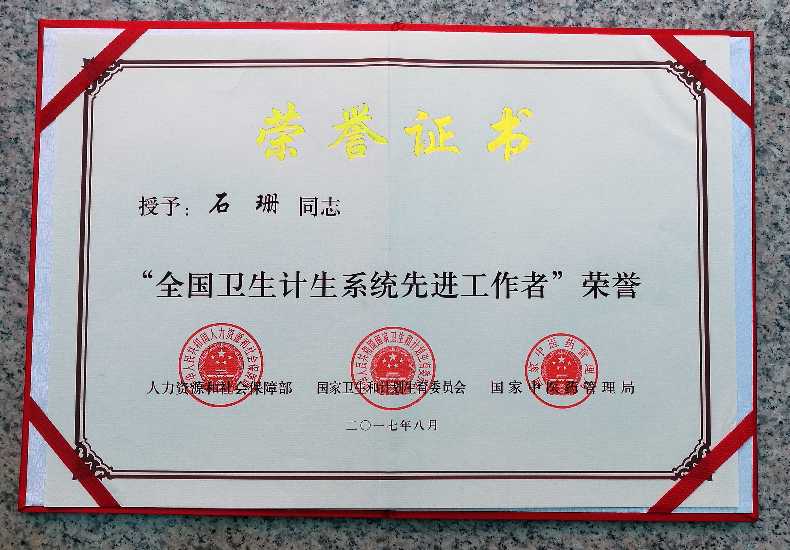 荣誉证书
授予：石珊 同志
“全国卫生计生系统先进工作者”荣誉
人力资源和社会保障部 国家卫生和计划生育委员会 国家中医药管理局
二〇一七年八月